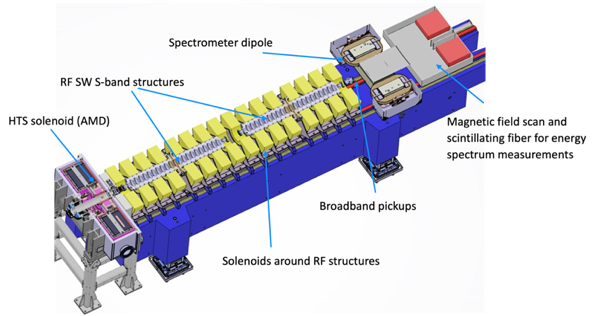 Spectrometer dipole
RF SW S-band structures
HTS solenoid (AMD)
Magnetic field scan and
scintillating fiber for energy
spectrum measurements
Broadband pickups
Solenoids around RF structures